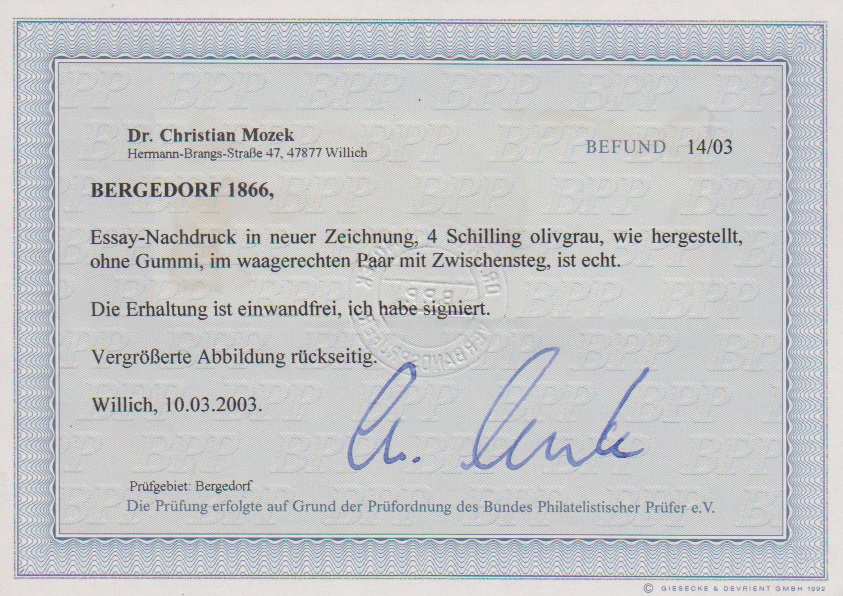 Dr. Christian Mozek
Hermann-Brangs-Straße 47, 47877 Willich
BEFUND 14/03
BERGEDORF 1866,
Essay-Nachdruck in neuer Zeichnung, 4 Schilling olivgrau, wie hergestellt,
ohne Gummi, im waagerechten Paar mit Zwischensteg, ist echt.
Die Erhaltung ist einwandfrei, ich habe signiert.
Vergrößerte Abbildung rückseitig.
Willich, 10.03.2003.
Prüfgebiet: Bergedorf
Die Prüfung erfolgte auf Grund der Prüfordnung des Bundes Philatelistischer Prüfer e.V.
© GIESECKE & DEVRIENT GMBH 1992